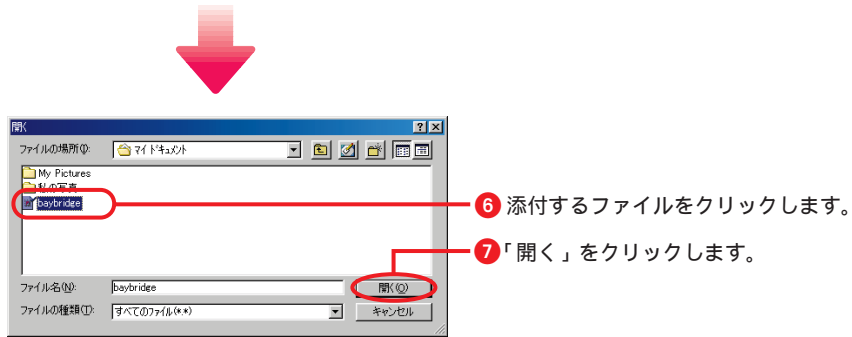 開く
ファイルの場所(I): マイ ドキュメント
My Pictures
私の写真
baybridge
⑥ 添付するファイルをクリックします。
⑦「開く」をクリックします。
ファイル名(N): baybridge 開く(O)
ファイルの種類(T): すべてのファイル(*.*) キャンセル